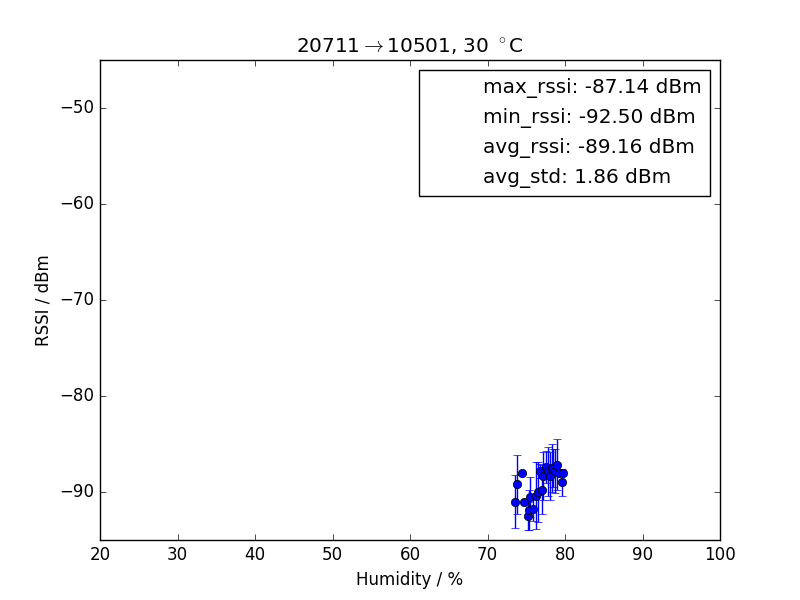 20711→10501, 30 °C
max_rssi: -87.14 dBm
min_rssi: -92.50 dBm
avg_rssi: -89.16 dBm
avg_std: 1.86 dBm
RSSI / dBm
−50
−60
−70
−80
−90
20 30 40 50 60 70 80 90 100
Humidity / %